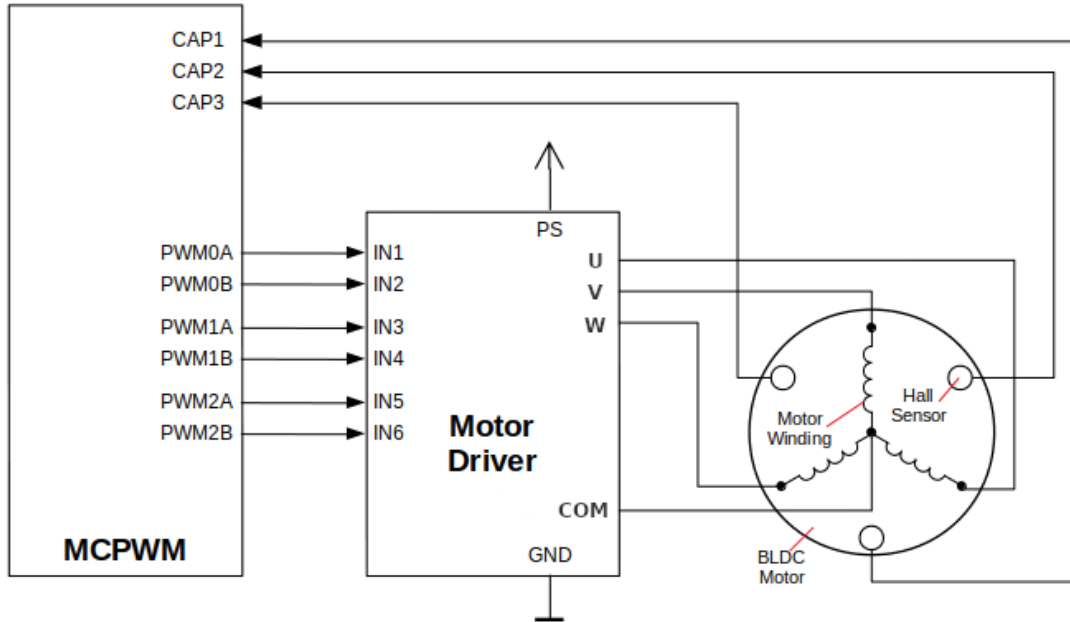 CAP1
CAP2
CAP3
PWM0A
PWM0B
PWM1A
PWM1B
PWM2A
PWM2B
MCPWM
PS
IN1
IN2
IN3
IN4
IN5
IN6
U
V
W
Motor
Driver
COM
GND
Motor
Winding
Hall
Sensor
BLDC
Motor